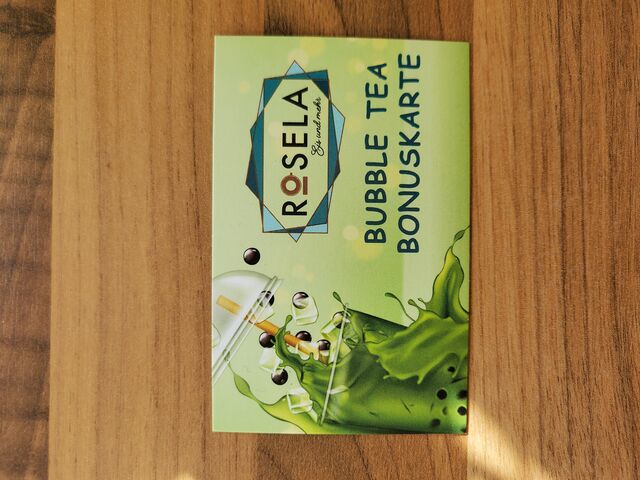 ROSELA
Eis und mehr
BUBBLE TEA
BONUSKARTE